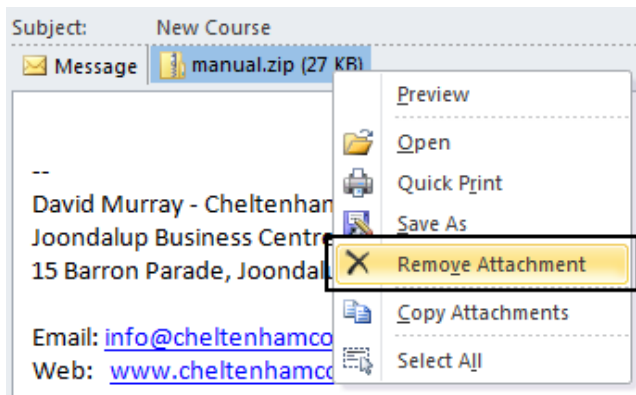 Subject: New Course
Message manual.zip (27 KB)
Preview
Open
Quick Print
Save As
Remove Attachment
Copy Attachments
Select All
--
David Murray - Cheltenham
Joondalup Business Centre
15 Barron Parade, Joondalu
Email: info@cheltenhamco
Web: www.cheltenhamco